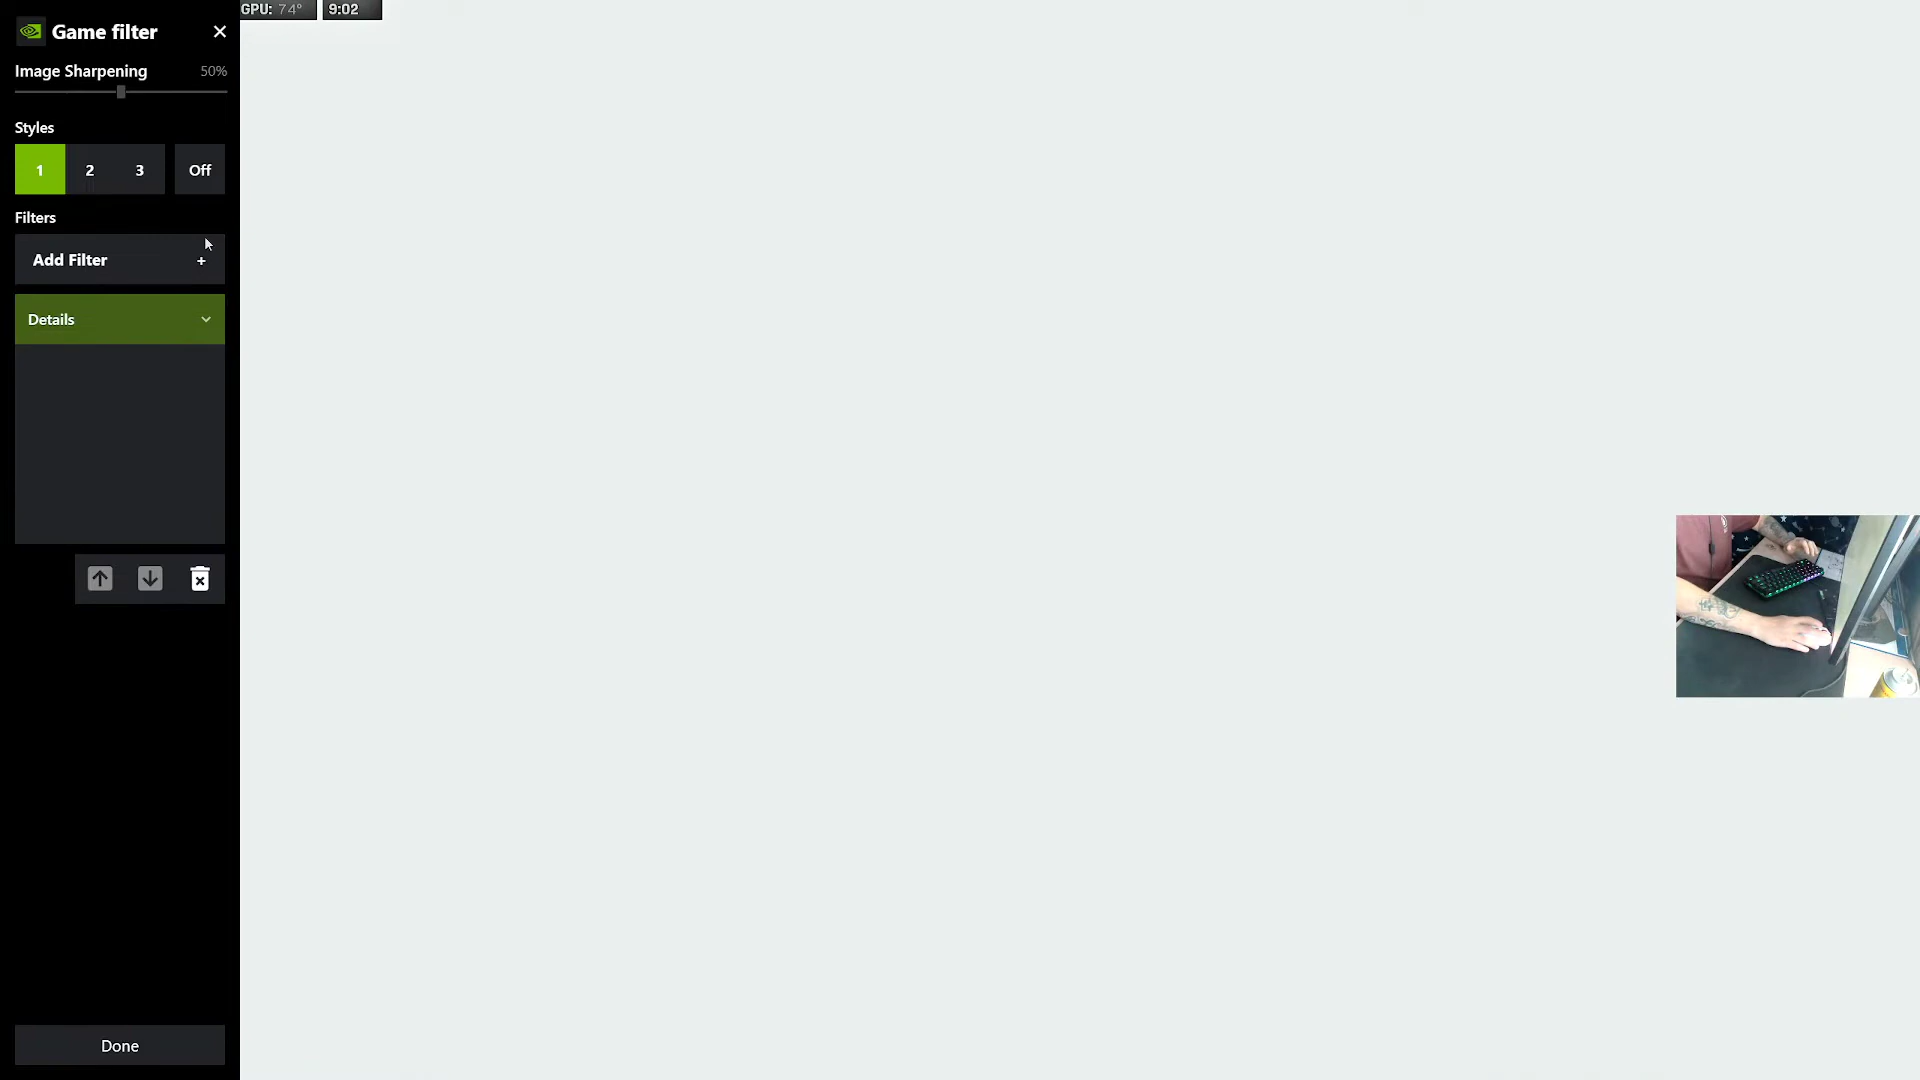 GPU: 74° 9:02
Game filter
Image Sharpening 50%
Styles
1 2 3 Off
Filters
Add Filter +
Details
Done